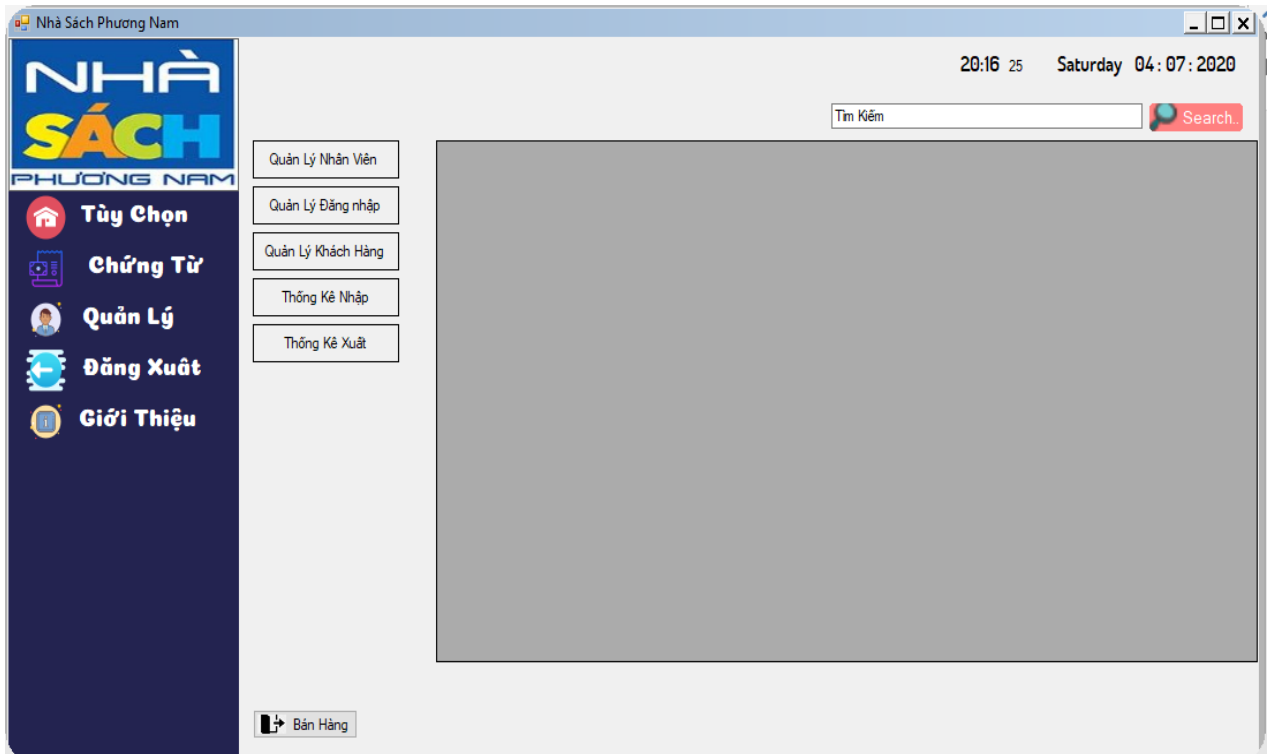 Nhà Sách Phương Nam
NHÀ
SÁCH
PHƯƠNG NAM
20:16 25 Saturday 04:07:2020
Tìm Kiếm Search..
Tùy Chọn
Chứng Từ
Quản Lý
Đăng Xuât
Giới Thiệu
Quản Lý Nhân Viên
Quản Lý Đăng nhập
Quản Lý Khách Hàng
Thống Kê Nhập
Thống Kê Xuất
Bán Hàng